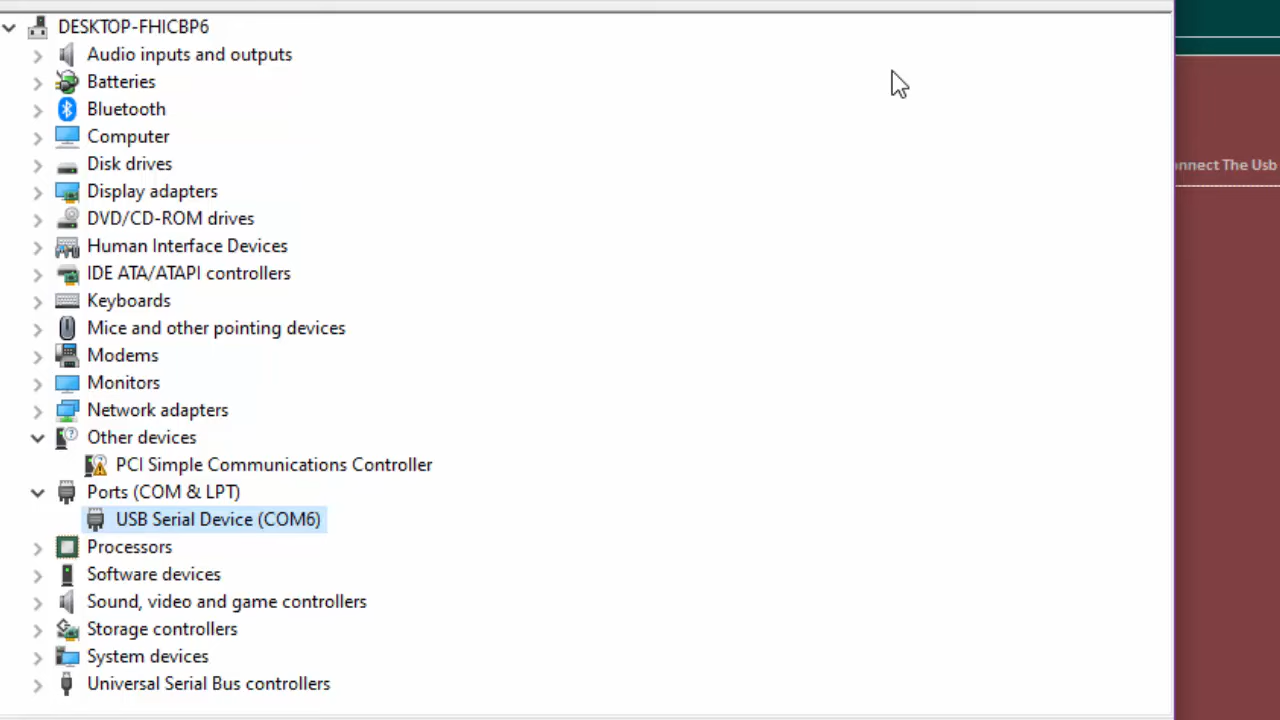 DESKTOP-FHICBP6
Audio inputs and outputs
Batteries
Bluetooth
Computer
Disk drives
Display adapters
DVD/CD-ROM drives
Human Interface Devices
IDE ATA/ATAPI controllers
Keyboards
Mice and other pointing devices
Modems
Monitors
Network adapters
Other devices
PCI Simple Communications Controller
Ports (COM & LPT)
USB Serial Device (COM6)
Processors
Software devices
Sound, video and game controllers
Storage controllers
System devices
Universal Serial Bus controllers
The Usb